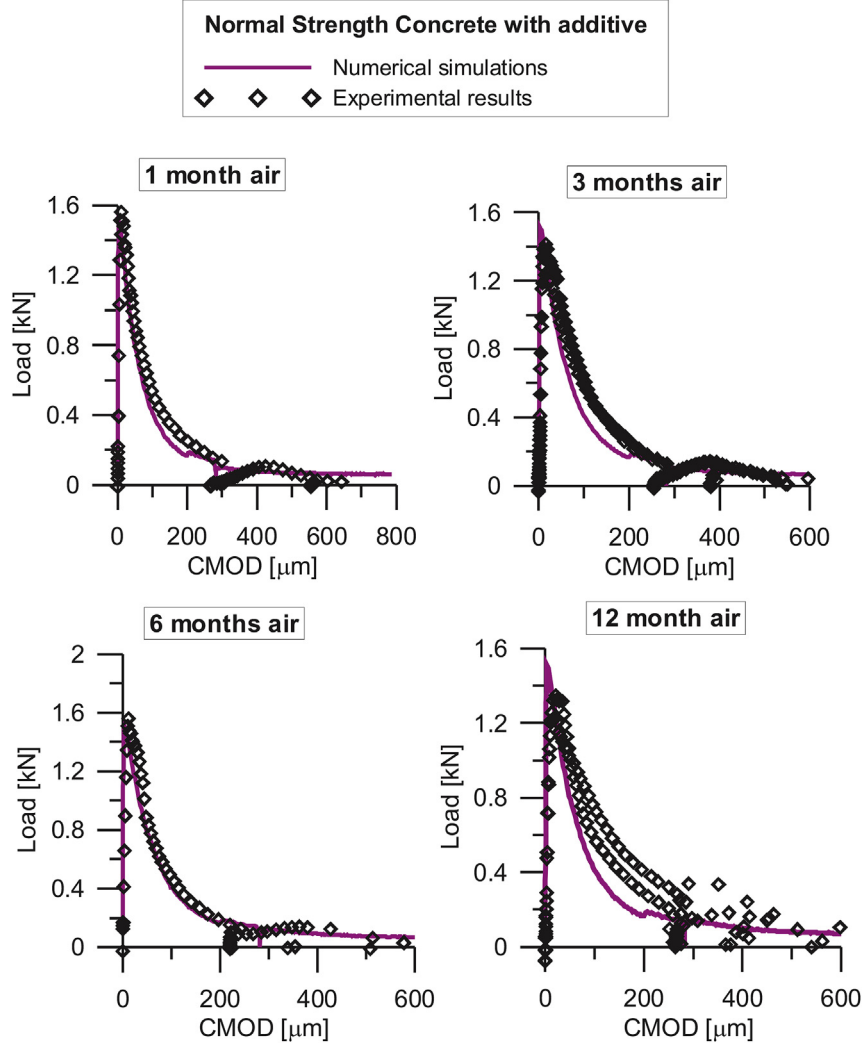 Normal Strength Concrete with additive
Numerical simulations
Experimental results
1 month air
1.6
1.2
0.8
0.4
0
Load [kN]
0 200 400 600 800
CMOD [μm]
3 months air
1.6
1.2
0.8
0.4
0
Load [kN]
0 200 400 600
CMOD [μm]
6 months air
2
1.6
1.2
0.8
0.4
0
Load [kN]
0 200 400 600
CMOD [μm]
12 month air
1.6
1.2
0.8
0.4
0
Load [kN]
0 200 400 600
CMOD [μm]